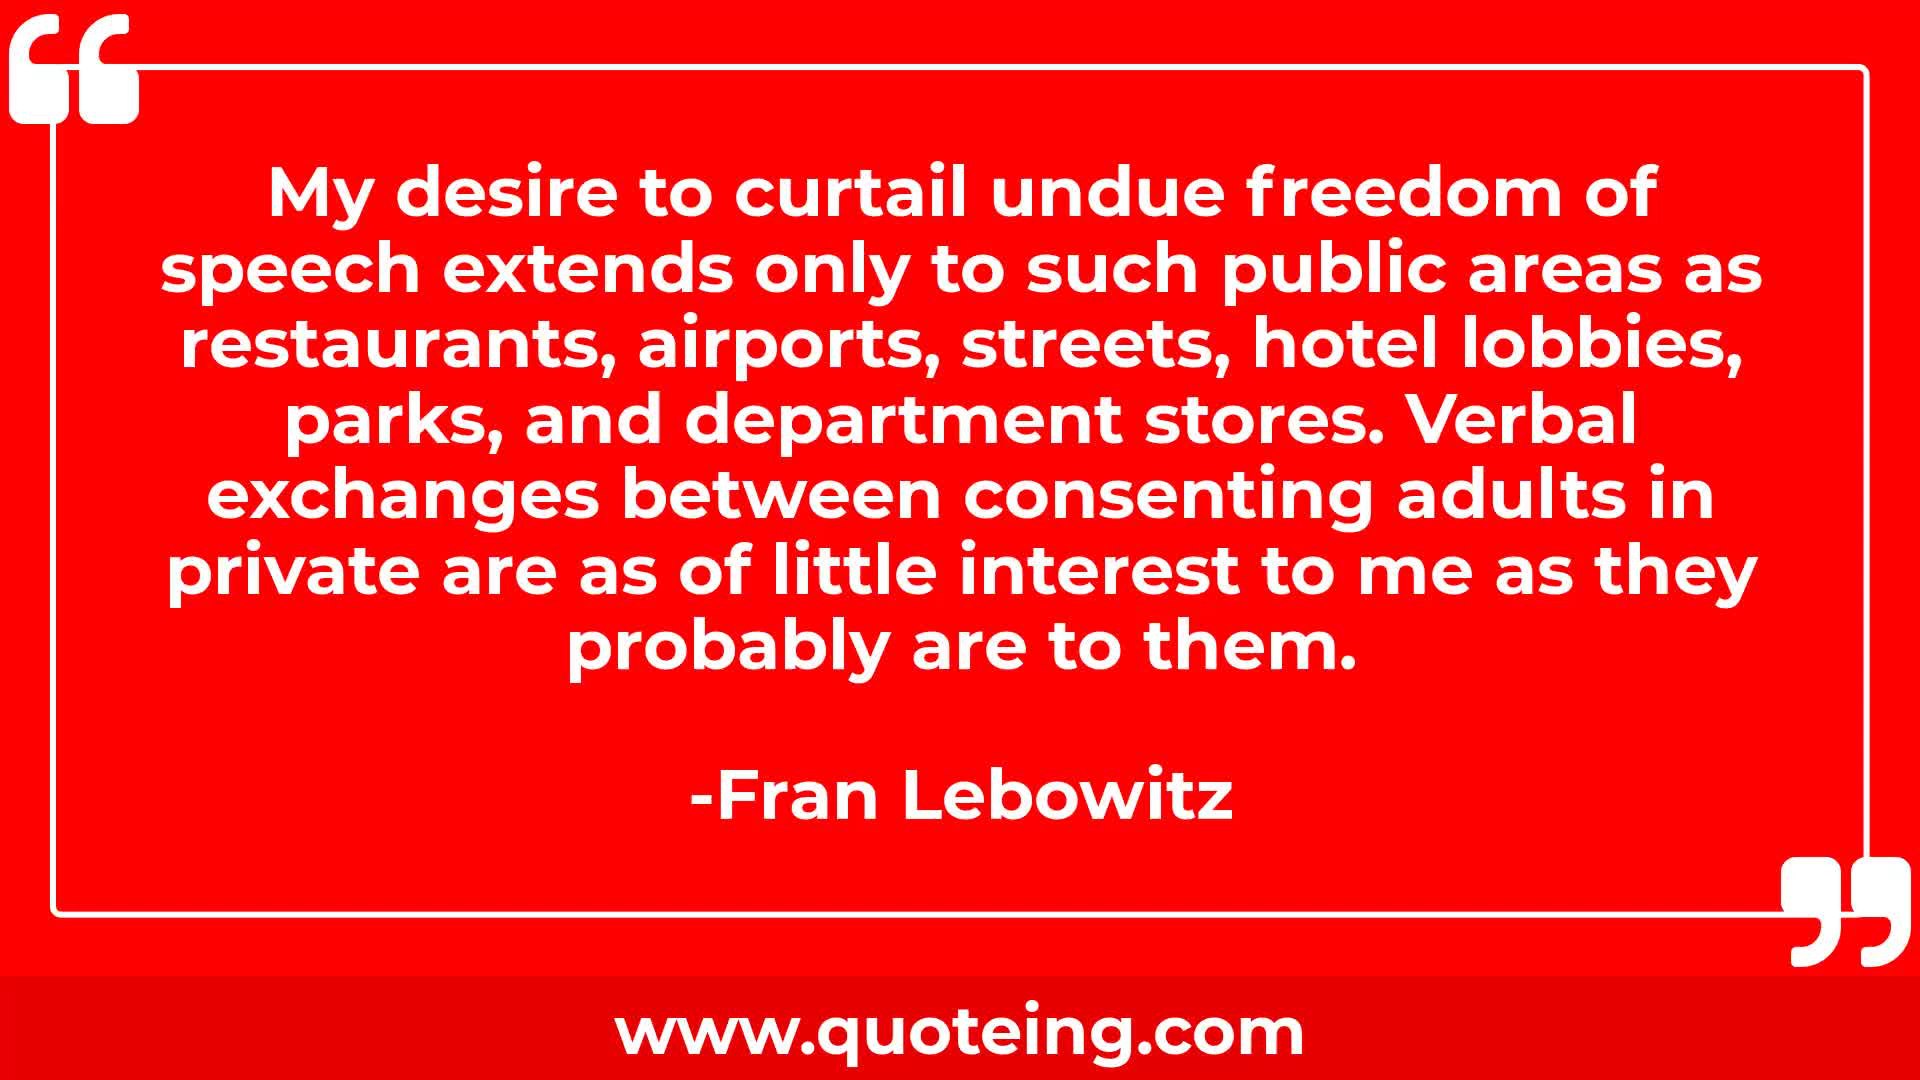 My desire to curtail undue freedom of
speech extends only to such public areas as
restaurants, airports, streets, hotel lobbies,
parks, and department stores. Verbal
exchanges between consenting adults in
private are as of little interest to me as they
probably are to them.
-Fran Lebowitz
www.quoteing.com